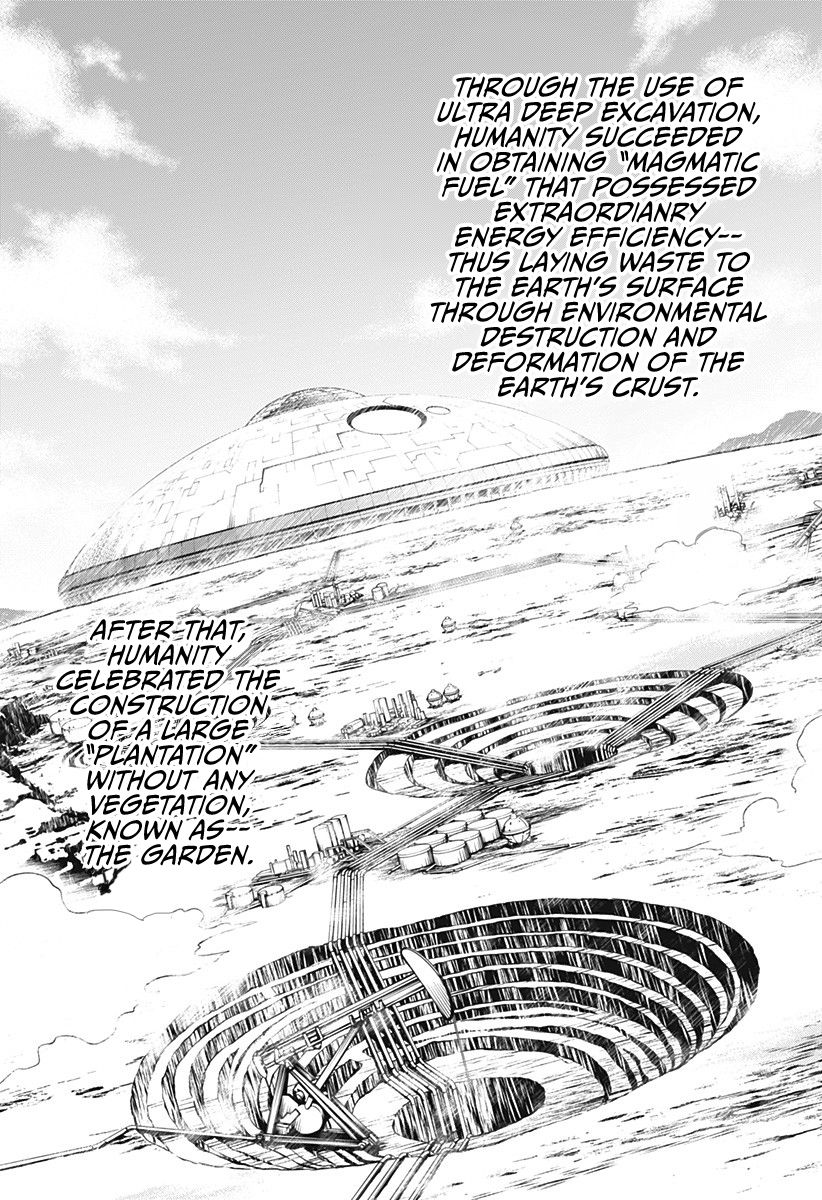 THROUGH THE USE OF
ULTRA DEEP EXCAVATION,
HUMANITY SUCCEEDED
IN OBTAINING "MAGMATIC
FUEL" THAT POSSESSED
EXTRAORDIANRY
ENERGY EFFICIENCY--
THUS LAYING WASTE TO
THE EARTH'S SURFACE
THROUGH ENVIRONMENTAL
DESTRUCTION AND
DEFORMATION OF THE
EARTH'S CRUST.
AFTER THAT,
HUMANITY
CELEBRATED THE
CONSTRUCTION
OF A LARGE
"PLANTATION"
WITHOUT ANY
VEGETATION,
KNOWN AS--
THE GARDEN.